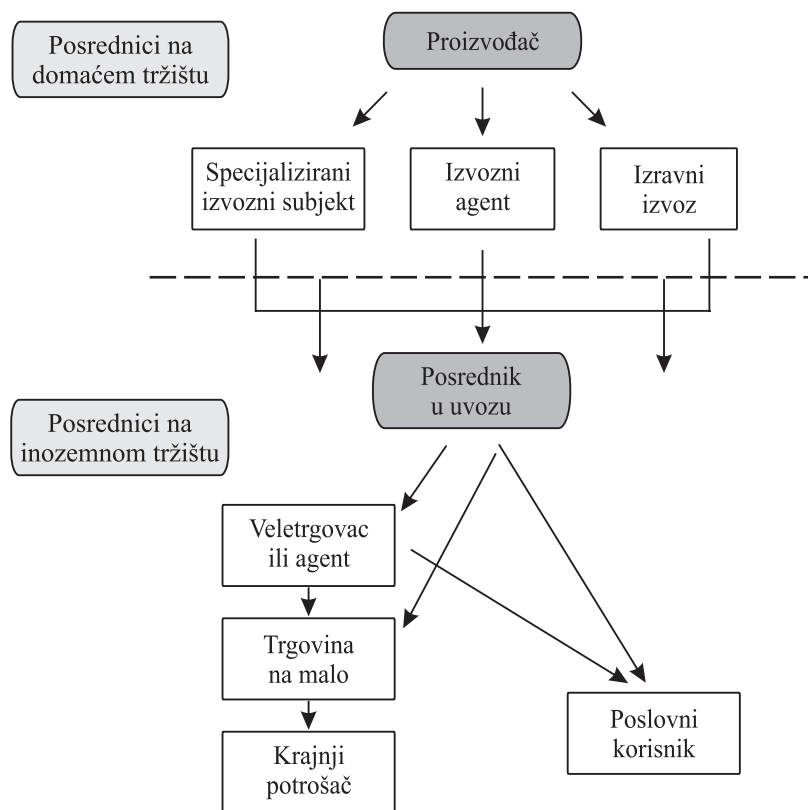 Posrednici na
domaćem tržištu
Proizvođač
Specijalizirani
izvozni subjekt
Izvozni
agent
Izravni
izvoz
Posrednik
u uvozu
Posrednici na
inozemnom tržištu
Veletrgovac
ili agent
Trgovina
na malo
Poslovni
korisnik
Krajnji
potrošač